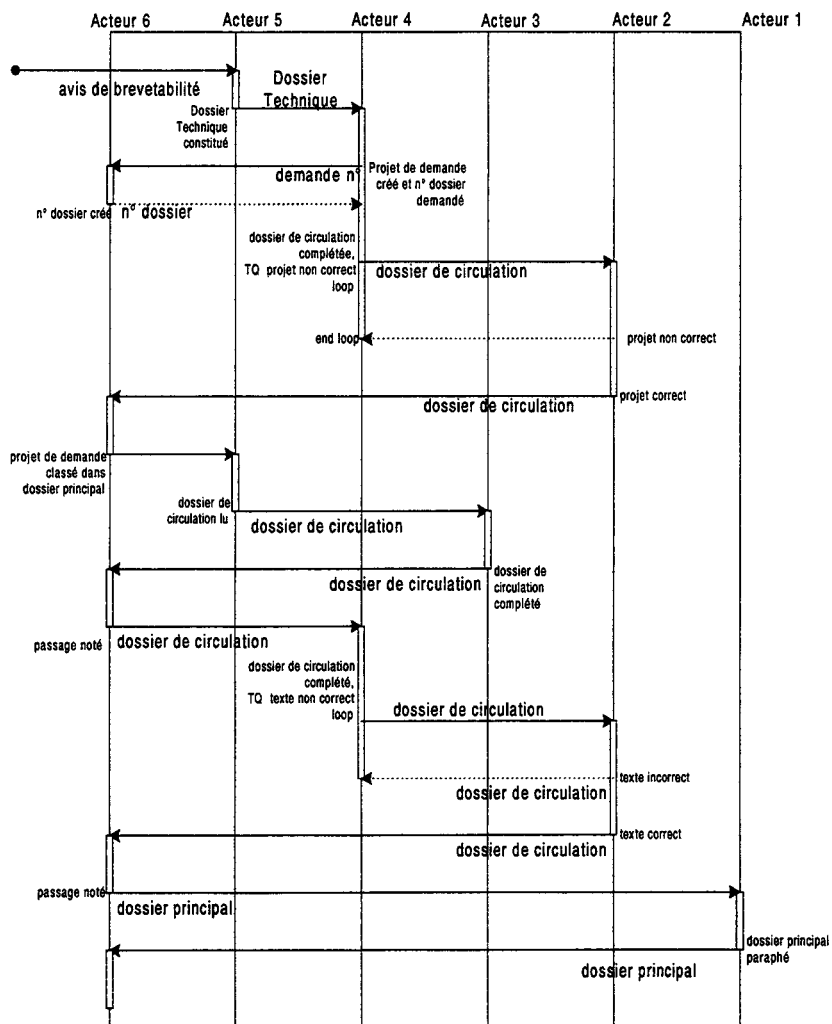 Acteur 6 Acteur 5 Acteur 4 Acteur 3 Acteur 2 Acteur 1
avis de brevetabilité
Dossier
Technique
Dossier
Technique
constitué
demande n°
Projet de demande
créé et n° dossier
demandé
n° dossier créé
n° dossier
dossier de circulation
complétée,
TQ projet non correct
loop
dossier de circulation
end loop
projet non correct
dossier de circulation
projet correct
projet de demande
classé dans
dossier principal
dossier de
circulation lu
dossier de circulation
dossier de circulation
dossier de
circulation
complété
passage noté
dossier de circulation
dossier de circulation
complété,
TQ texte non correct
loop
dossier de circulation
texte incorrect
dossier de circulation
texte correct
dossier de circulation
passage noté
dossier principal
dossier principal
paraphé
dossier principal